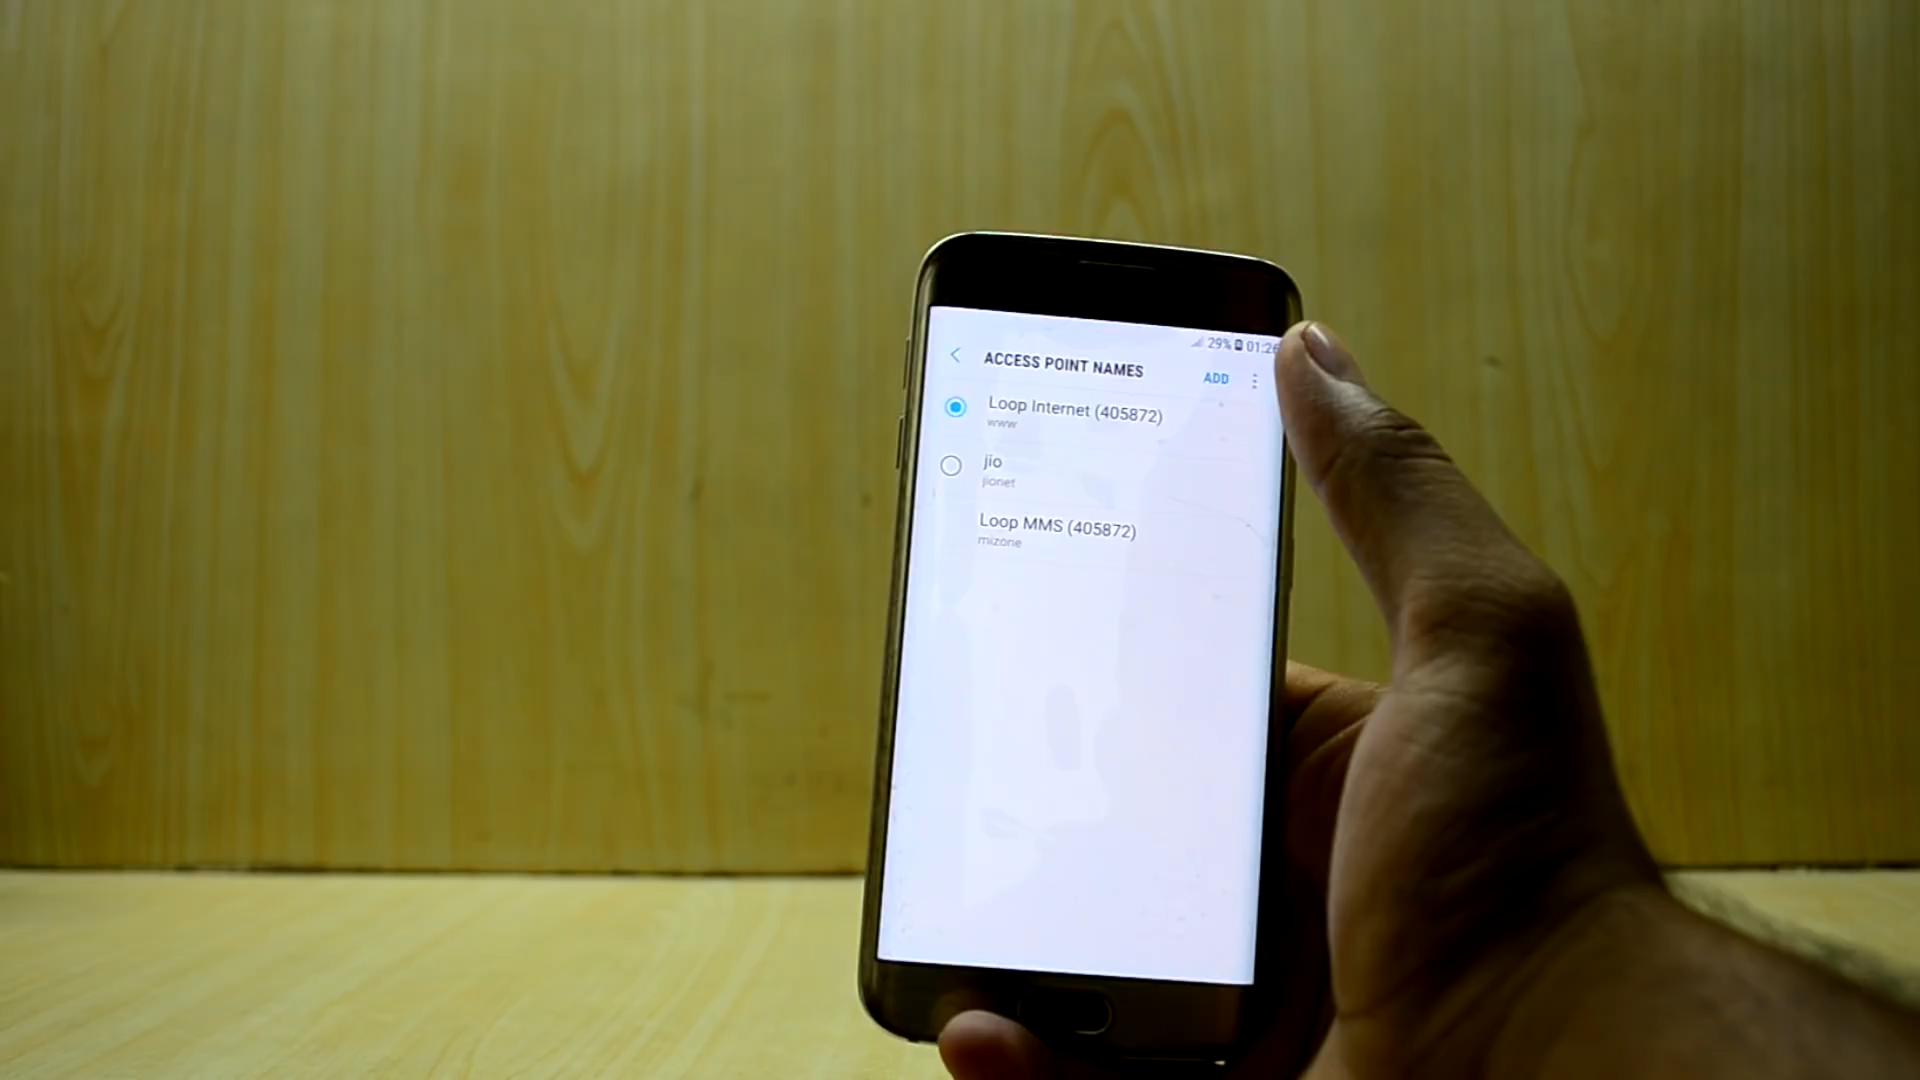 29% 01:26
ACCESS POINT NAMES
ADD
Loop Internet (405872)
www
jio
jionet
Loop MMS (405872)
mizone